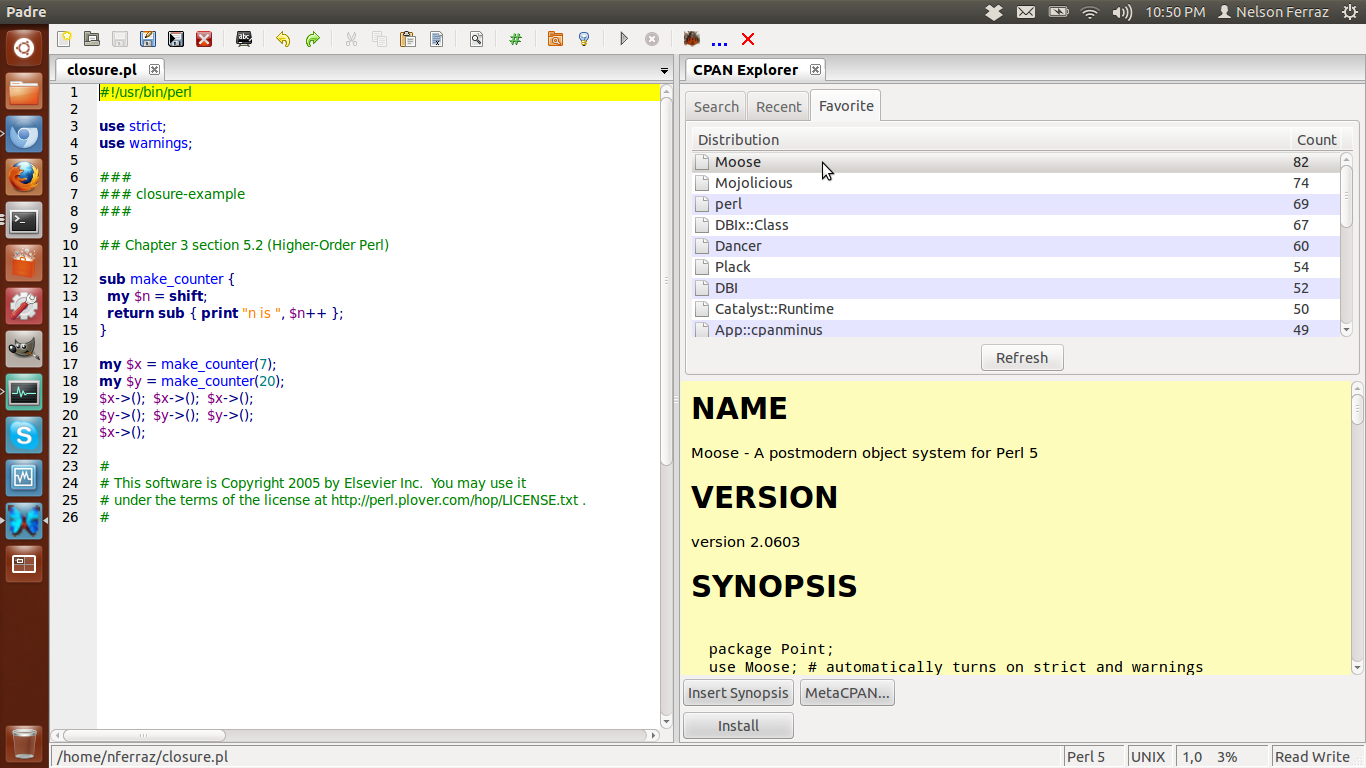 Padre
10:50 PM Nelson Ferraz
closure.pl
1 #!/usr/bin/perl
2
3 use strict;
4 use warnings;
5
6 ###
7 ### closure-example
8 ###
9
10 ## Chapter 3 section 5.2 (Higher-Order Perl)
11
12 sub make_counter {
13   my $n = shift;
14   return sub { print "n is ", $n++ };
15 }
16
17 my $x = make_counter(7);
18 my $y = make_counter(20);
19 $x->();  $x->();  $x->();
20 $y->();  $y->();  $y->();
21 $x->();
22
23 #
24 # This software is Copyright 2005 by Elsevier Inc.  You may use it
25 # under the terms of the license at http://perl.plover.com/hop/LICENSE.txt .
26 #
CPAN Explorer
Search Recent Favorite
Distribution Count
Moose 82
Mojolicious 74
perl 69
DBIx::Class 67
Dancer 60
Plack 54
DBI 52
Catalyst::Runtime 50
App::cpanminus 49
Refresh
NAME
Moose - A postmodern object system for Perl 5
VERSION
version 2.0603
SYNOPSIS
package Point;
use Moose; # automatically turns on strict and warnings
Insert Synopsis MetaCPAN...
Install
/home/nferraz/closure.pl Perl 5 UNIX 1,0 3% Read Write